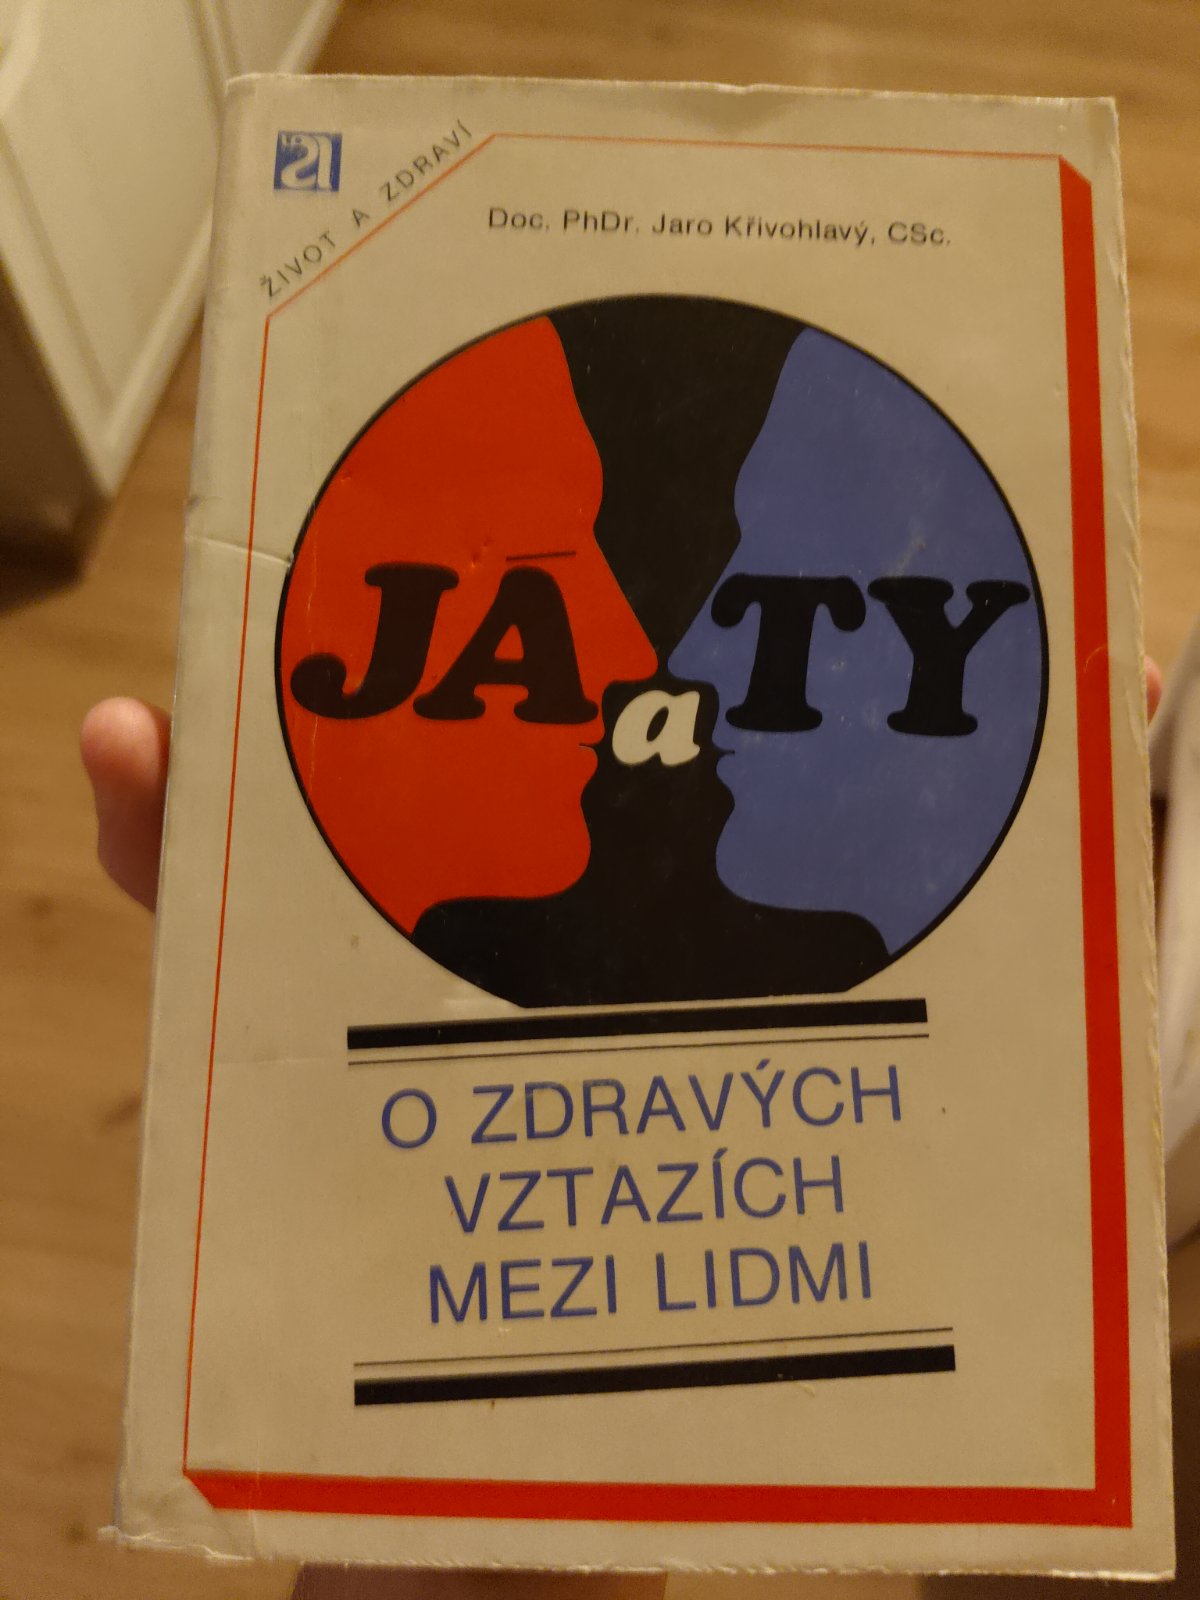 ŽIVOT A ZDRAVÍ
Doc. PhDr. Jaro Křivohlavý, CSc.
JÁ a TY
O ZDRAVÝCH
VZTAZÍCH
MEZI LIDMI